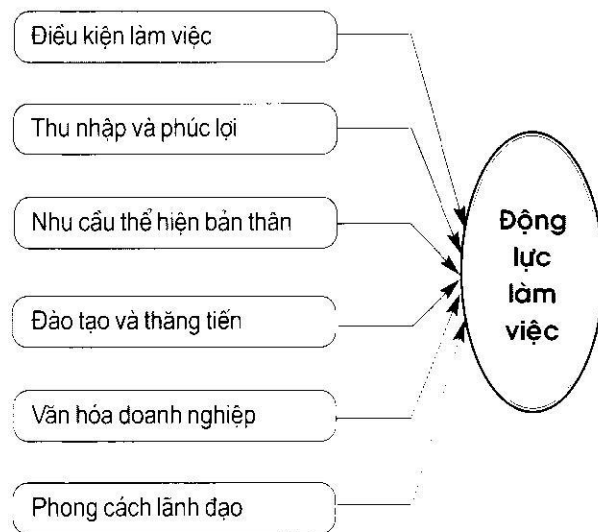 Điều kiện làm việc
Thu nhập và phúc lợi
Nhu cầu thể hiện bản thân
Đào tạo và thăng tiến
Văn hóa doanh nghiệp
Phong cách lãnh đạo
Động
lực
làm
việc